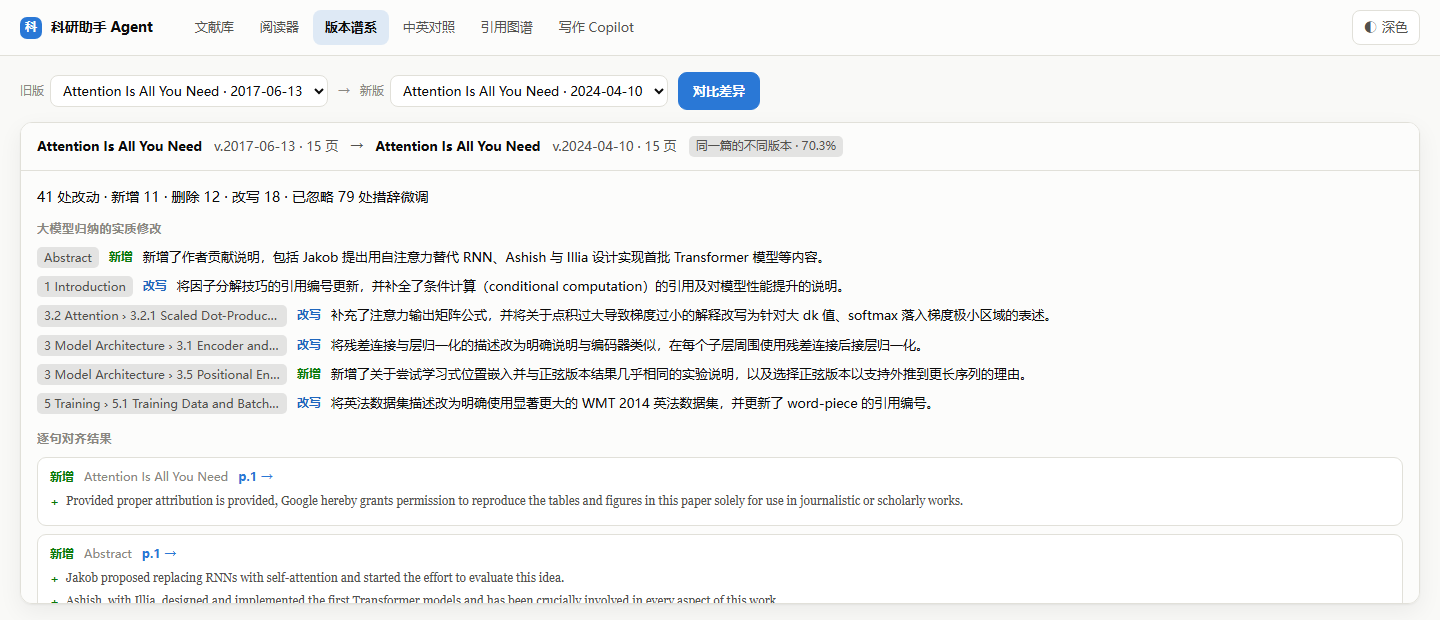 科 科研助手 Agent 文献库 阅读器 版本谱系 中英对照 引用图谱 写作 Copilot 深色
旧版 Attention Is All You Need · 2017-06-13 → 新版 Attention Is All You Need · 2024-04-10 对比差异
Attention Is All You Need v.2017-06-13 · 15 页 → Attention Is All You Need v.2024-04-10 · 15 页 同一篇的不同版本 · 70.3%
41 处改动 · 新增 11 · 删除 12 · 改写 18 · 已忽略 79 处措辞微调
大模型归纳的实质修改
Abstract 新增 新增了作者贡献说明，包括 Jakob 提出用自注意力替代 RNN、Ashish 与 Illia 设计实现首批 Transformer 模型等内容。
1 Introduction 改写 将因子分解技巧的引用编号更新，并补全了条件计算（conditional computation）的引用及对模型性能提升的说明。
3.2 Attention › 3.2.1 Scaled Dot-Produc... 改写 补充了注意力输出矩阵公式，并将关于点积过大导致梯度过小的解释改写为针对大 dk 值、softmax 落入梯度极小区域的表述。
3 Model Architecture › 3.1 Encoder and... 改写 将残差连接与层归一化的描述改为明确说明与编码器类似，在每个子层周围使用残差连接后接层归一化。
3 Model Architecture › 3.5 Positional En... 新增 新增了关于尝试学习式位置嵌入并与正弦版本结果几乎相同的实验说明，以及选择正弦版本以支持外推到更长序列的理由。
5 Training › 5.1 Training Data and Batch... 改写 将英法数据集描述改为明确使用显著更大的 WMT 2014 英法数据集，并更新了 word-piece 的引用编号。
逐句对齐结果
新增 Attention Is All You Need p.1 →
+ Provided proper attribution is provided, Google hereby grants permission to reproduce the tables and figures in this paper solely for use in journalistic or scholarly works.
新增 Abstract p.1 →
+ Jakob proposed replacing RNNs with self-attention and started the effort to evaluate this idea.
+ Ashish, with Illia, designed and implemented the first Transformer models and has been crucially involved in every aspect of this work.